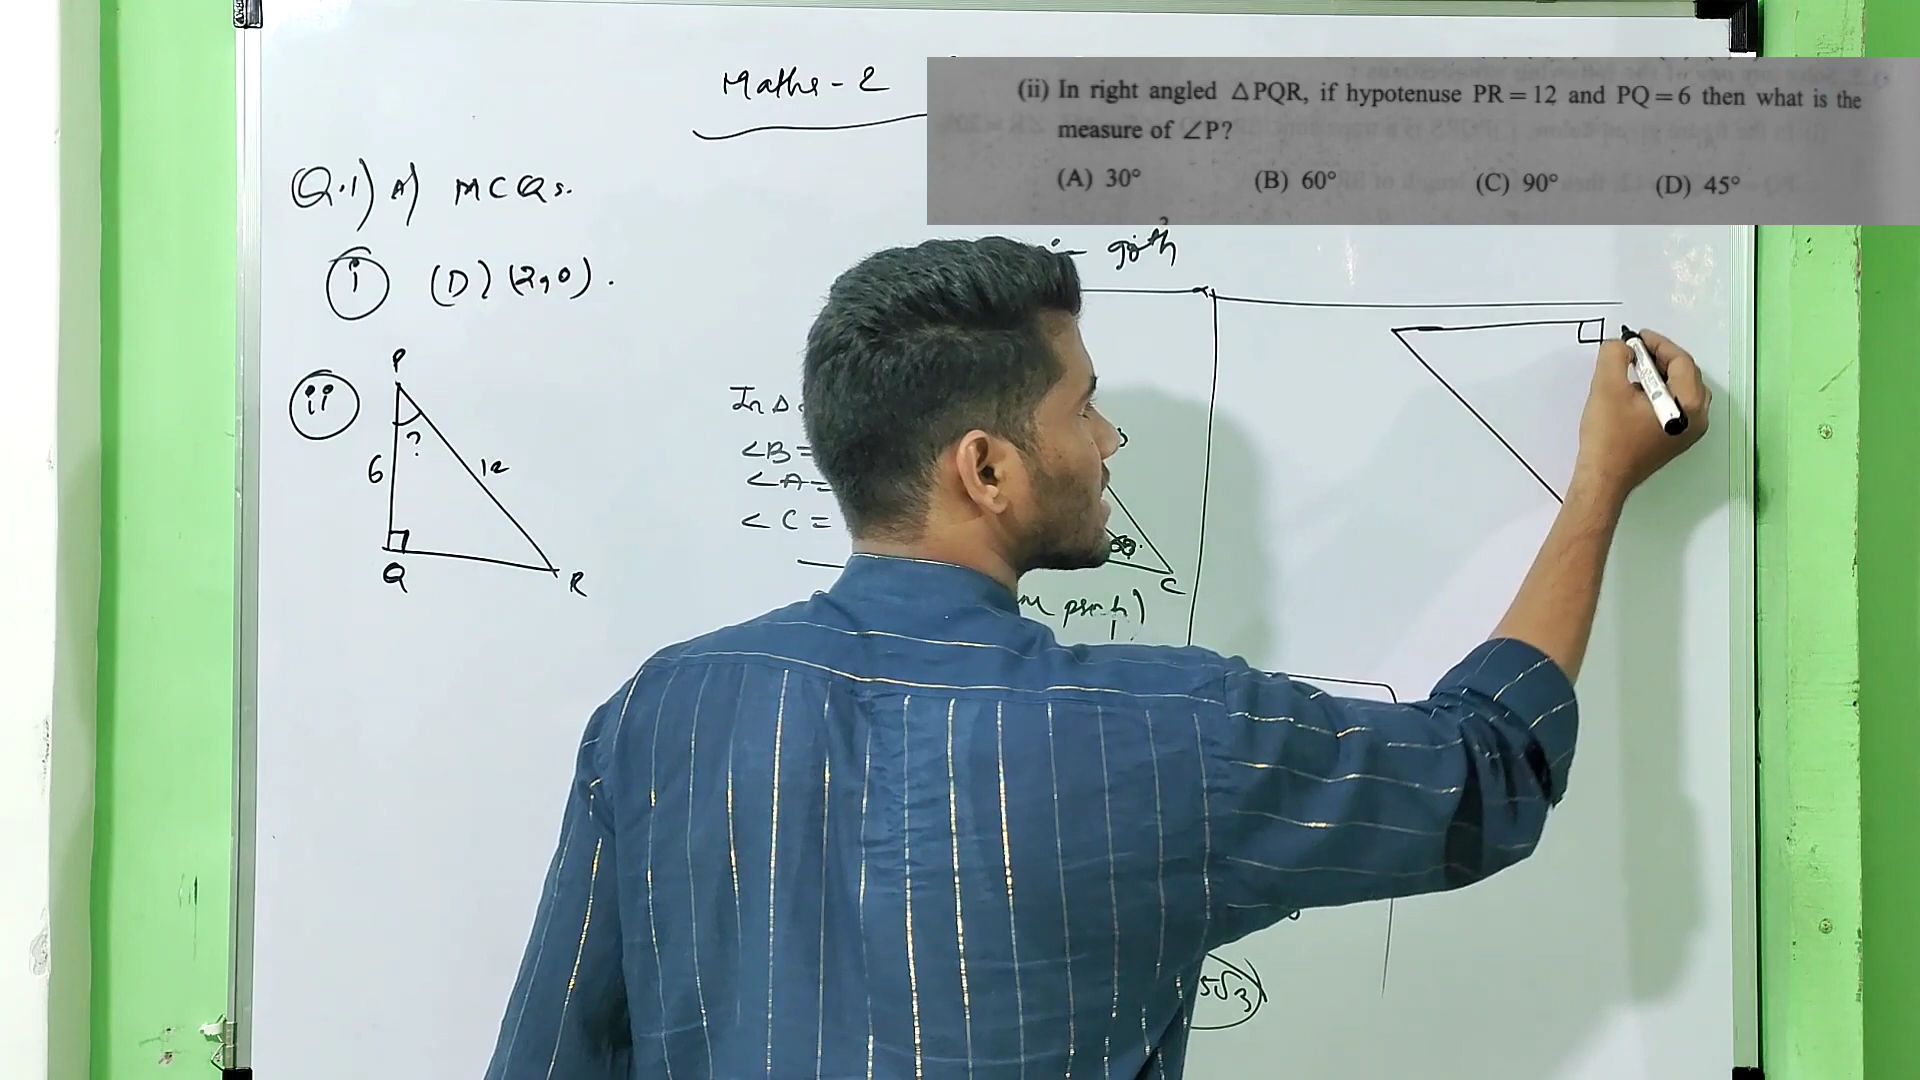 Maths - 2
(ii) In right angled △PQR, if hypotenuse PR = 12 and PQ = 6 then what is the
measure of ∠P?
(A) 30° (B) 60° (C) 90° (D) 45°
Q.1) A) MCQs.
i (D) (2,0).
ii
P
?
6
12
Q
R
In △
∠B=
∠A=
∠C=
C
5√3